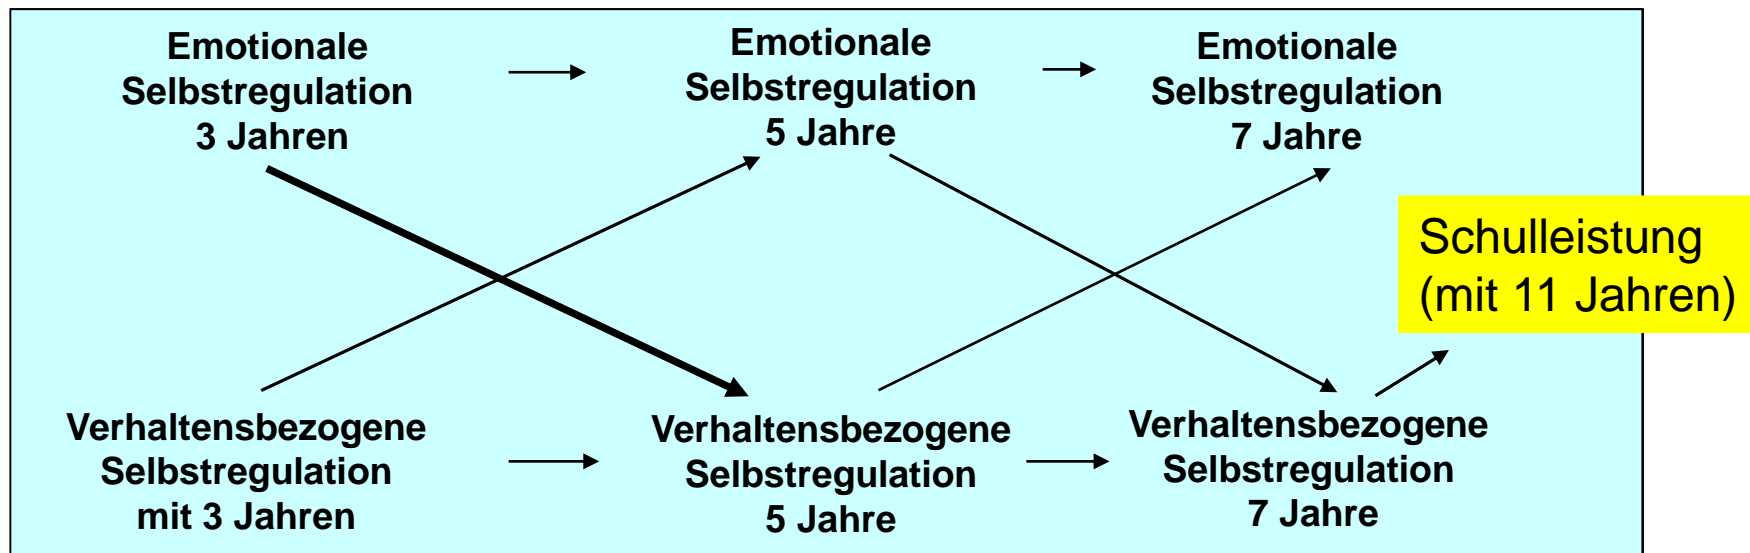 Emotionale
Selbstregulation
3 Jahren
Emotionale
Selbstregulation
5 Jahre
Emotionale
Selbstregulation
7 Jahre
Schulleistung
(mit 11 Jahren)
Verhaltensbezogene
Selbstregulation
mit 3 Jahren
Verhaltensbezogene
Selbstregulation
5 Jahre
Verhaltensbezogene
Selbstregulation
7 Jahre